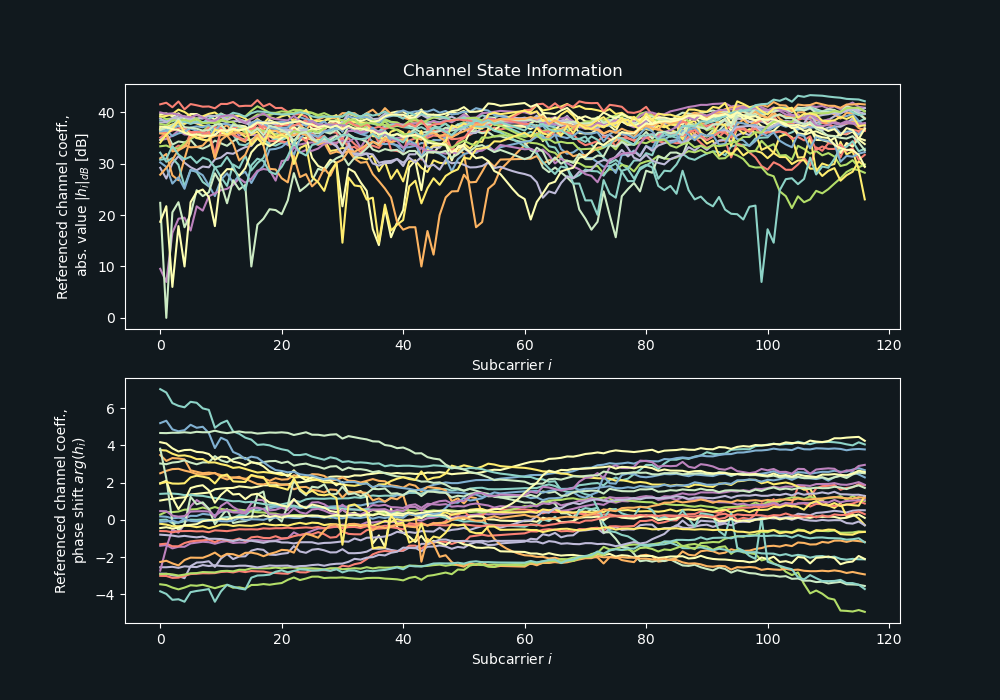 Channel State Information
Referenced channel coeff.,
abs. value |h_i|_dB [dB]
40
30
20
10
0
0 20 40 60 80 100 120
Subcarrier i
Referenced channel coeff.,
phase shift arg(h_i)
6
4
2
0
−2
−4
0 20 40 60 80 100 120
Subcarrier i